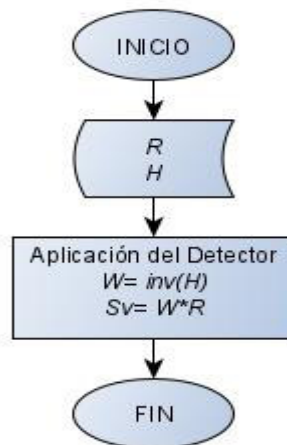 INICIO
R
H
Aplicación del Detector
W= inv(H)
Sv= W*R
FIN